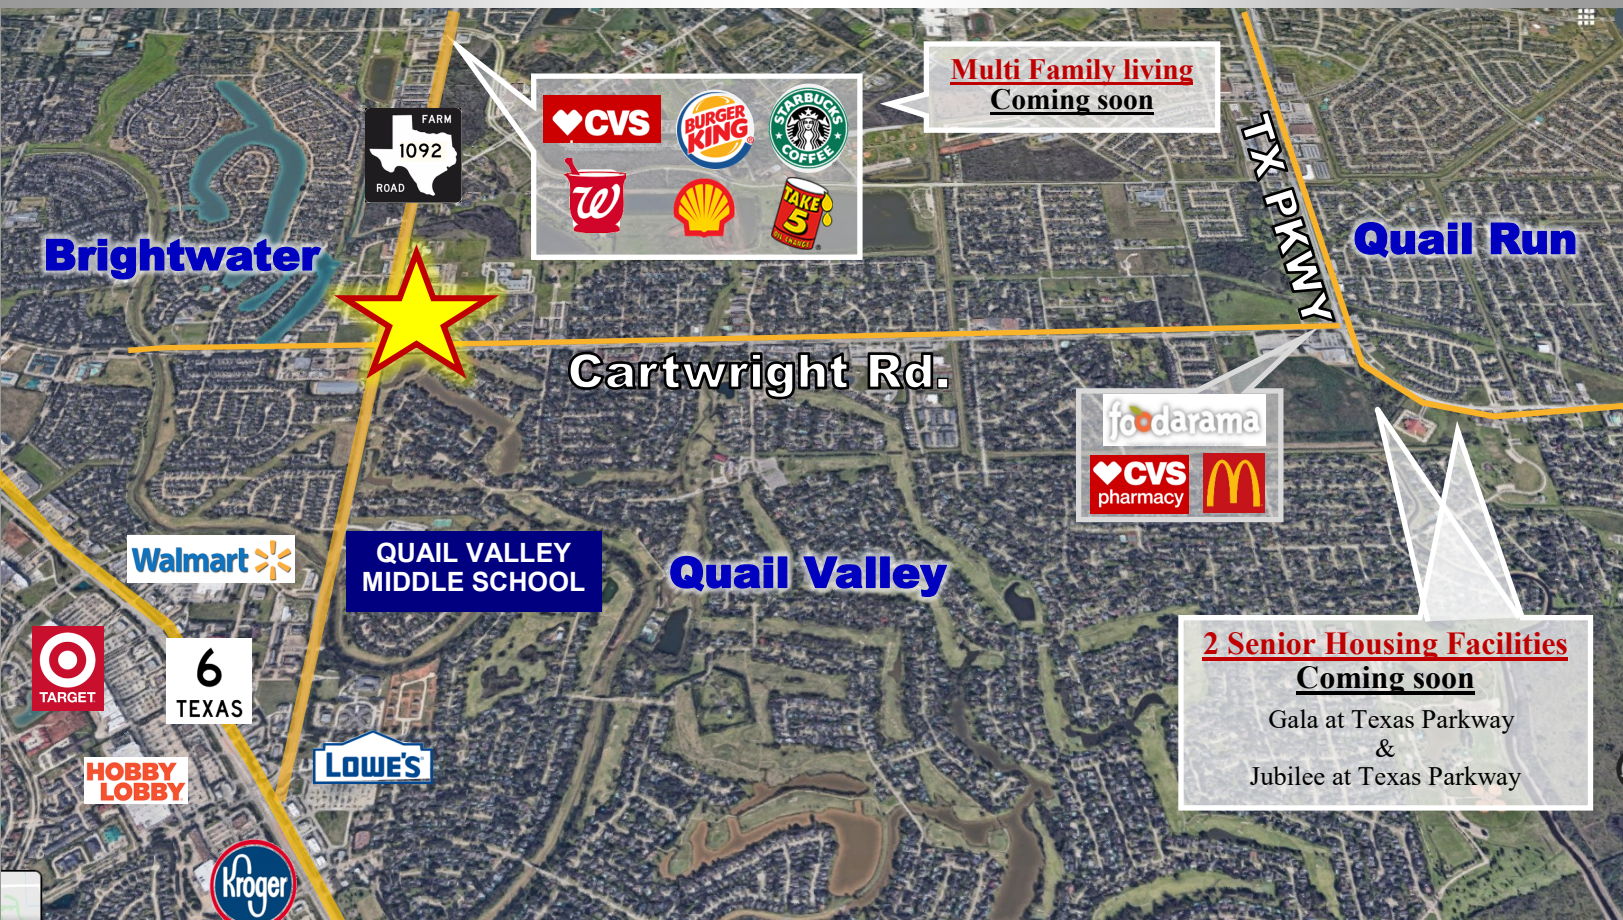 Multi Family living
Coming soon
FARM
1092
ROAD
CVS
BURGER
KING
STARBUCKS
COFFEE
W
TAKE
5
OIL CHANGE
TX PKWY
Brightwater
Quail Run
Cartwright Rd.
foodarama
CVS
pharmacy
Walmart
QUAIL VALLEY
MIDDLE SCHOOL
Quail Valley
TARGET
6
TEXAS
HOBBY
LOBBY
LOWE'S
Kroger
2 Senior Housing Facilities
Coming soon
Gala at Texas Parkway
&
Jubilee at Texas Parkway